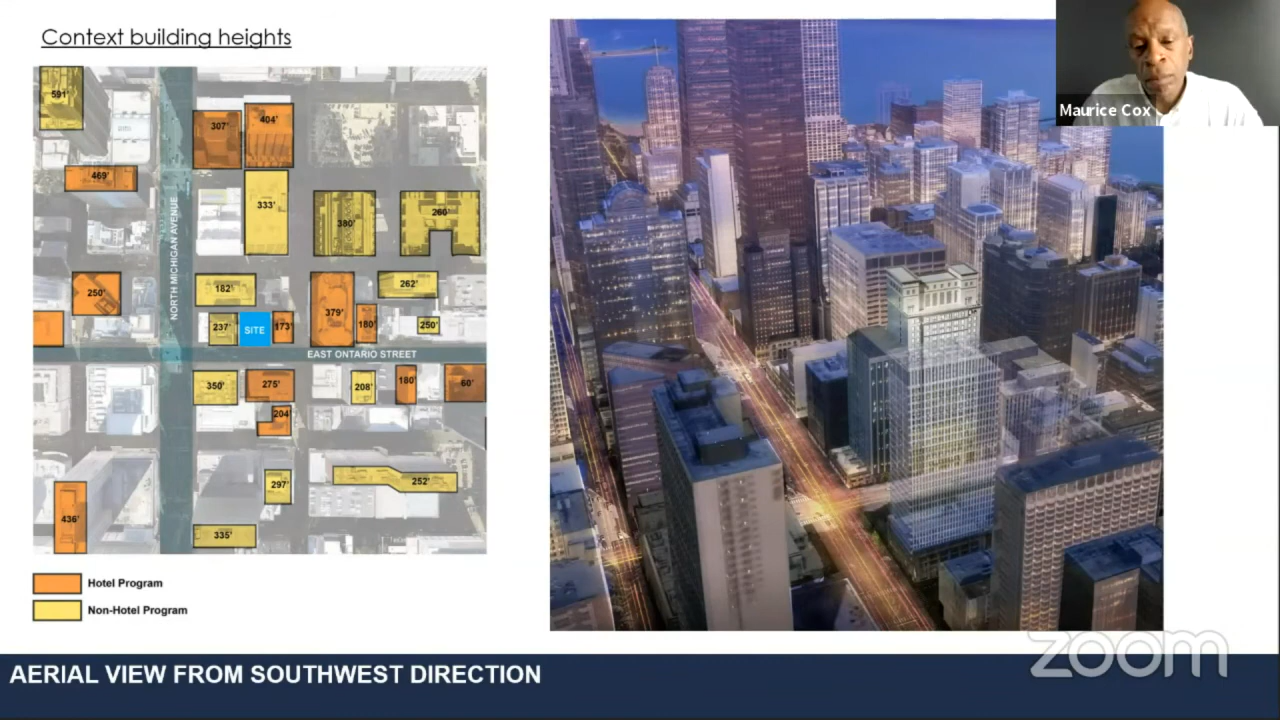 Context building heights
591'
307'
404'
469'
333'
380'
260'
NORTH MICHIGAN AVENUE
250'
182'
262'
379'
237'
SITE
173'
180'
250'
EAST ONTARIO STREET
350'
275'
208'
180'
60'
204'
297'
252'
436'
335'
Hotel Program
Non-Hotel Program
Maurice Cox
AERIAL VIEW FROM SOUTHWEST DIRECTION
zoom